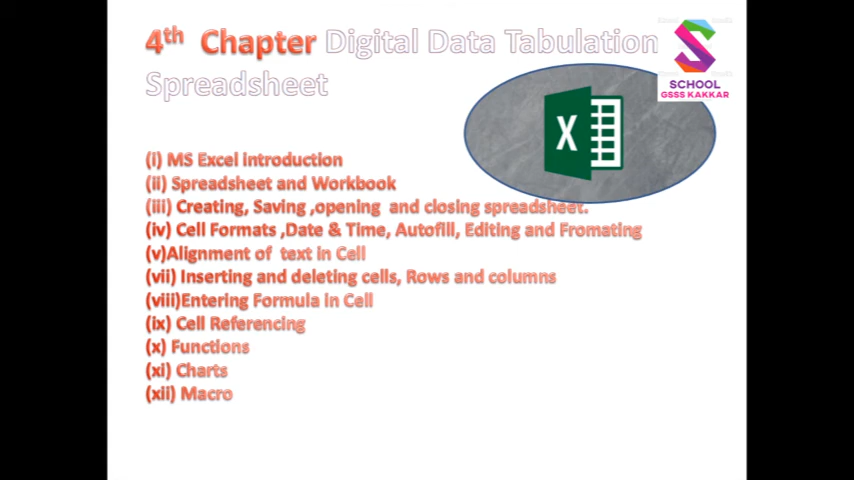 4th Chapter Digital Data Tabulation
Spreadsheet
SCHOOL
GSSS KAKKAR
X
(i) MS Excel introduction
(ii) Spreadsheet and Workbook
(iii) Creating, Saving ,opening and closing spreadsheet.
(iv) Cell Formats ,Date & Time, Autofill, Editing and Fromating
(v)Alignment of text in Cell
(vii) Inserting and deleting cells, Rows and columns
(viii)Entering Formula in Cell
(ix) Cell Referencing
(x) Functions
(xi) Charts
(xii) Macro